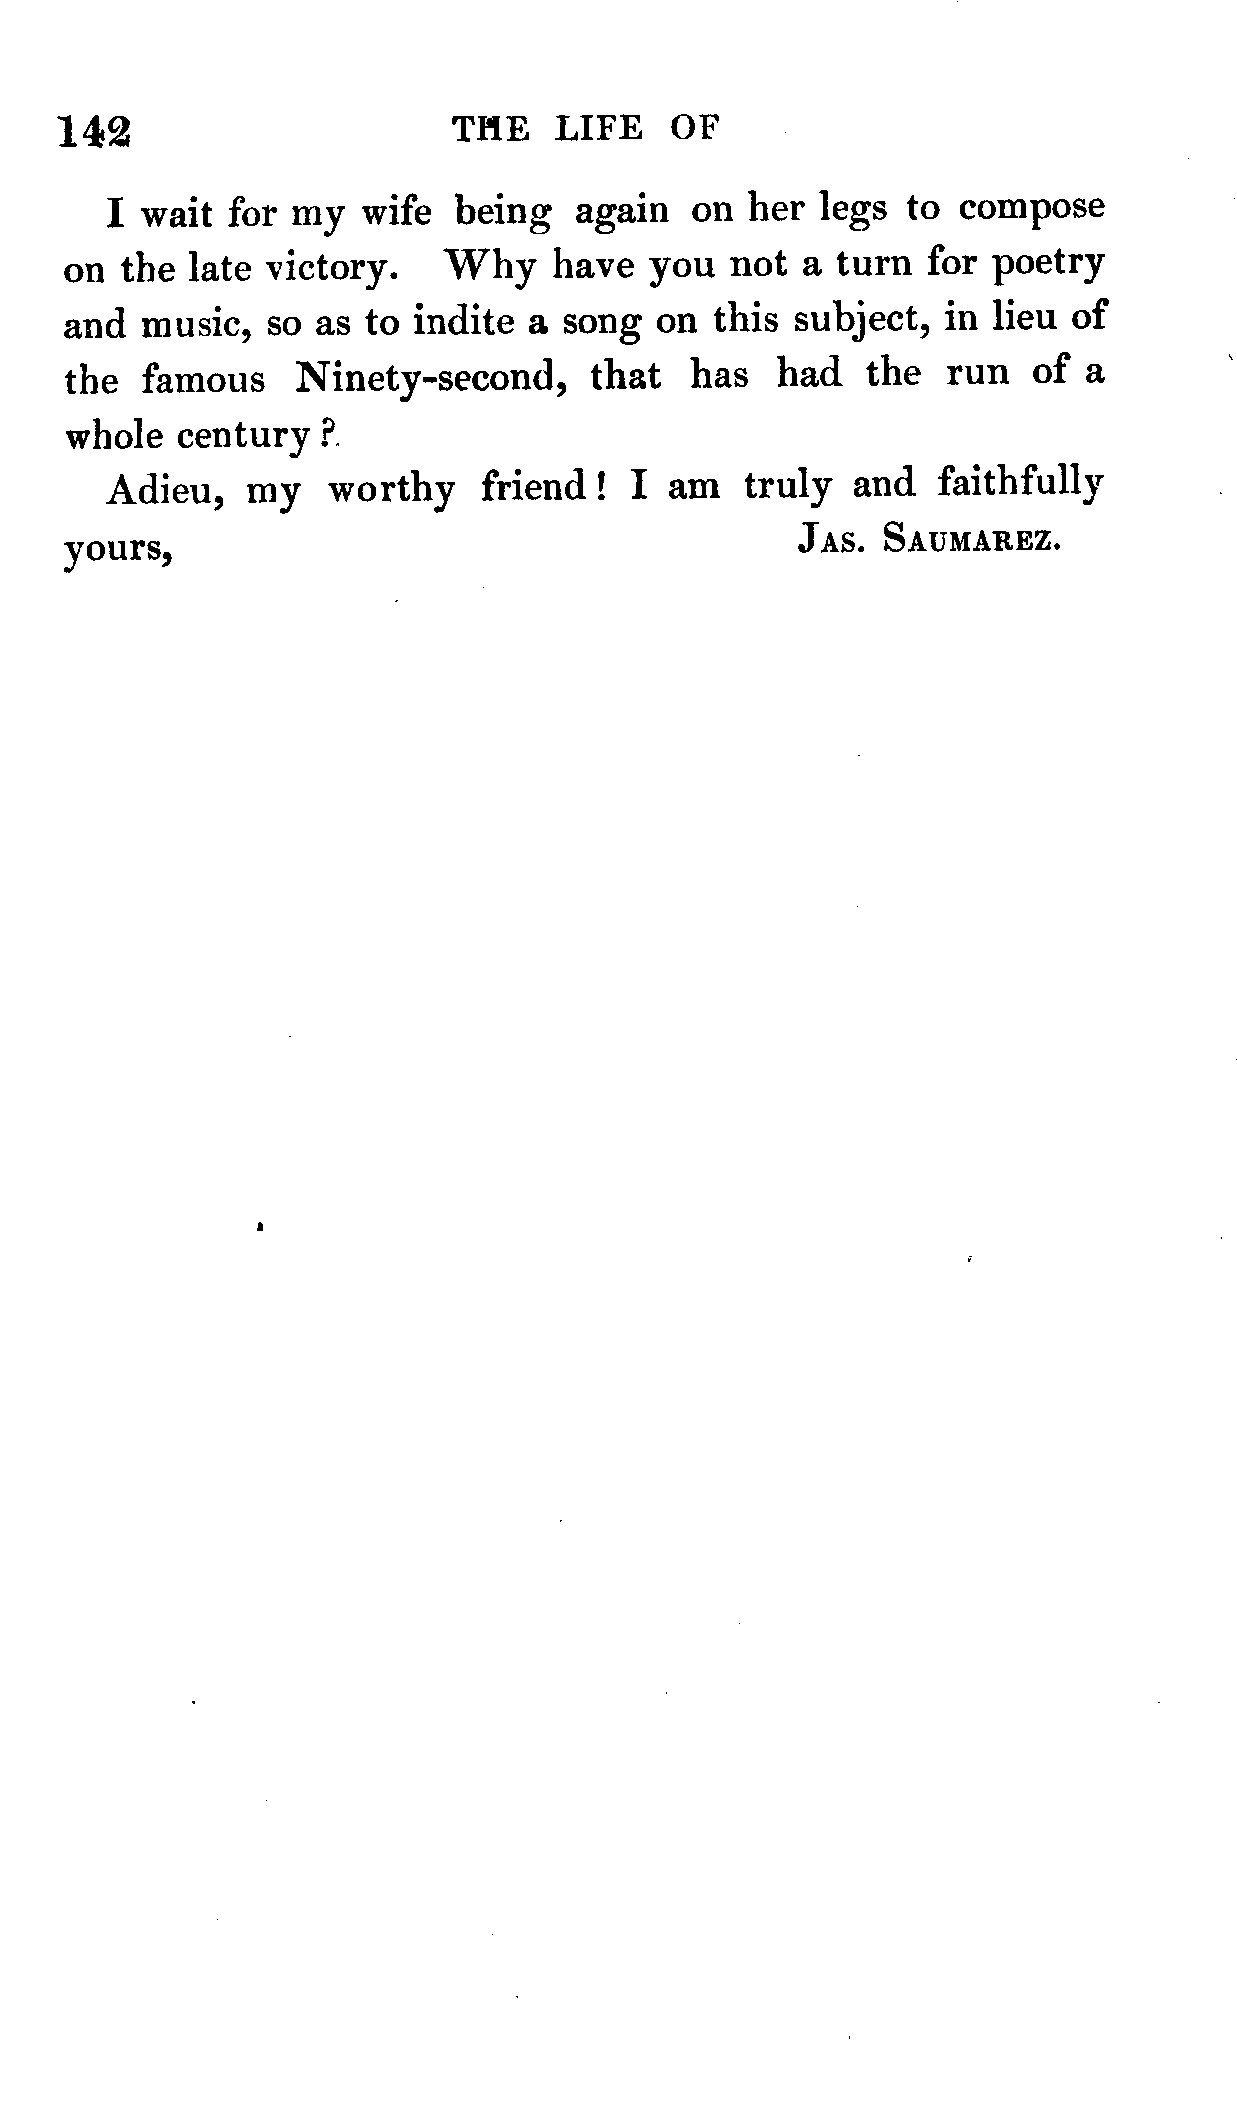 142 THE LIFE OF
I wait for my wife being again on her legs to compose
on the late victory. Why have you not a turn for poetry
and music, so as to indite a song on this subject, in lieu of
the famous Ninety-second, that has had the run of a
whole century?
Adieu, my worthy friend! I am truly and faithfully
yours, JAS. SAUMAREZ.